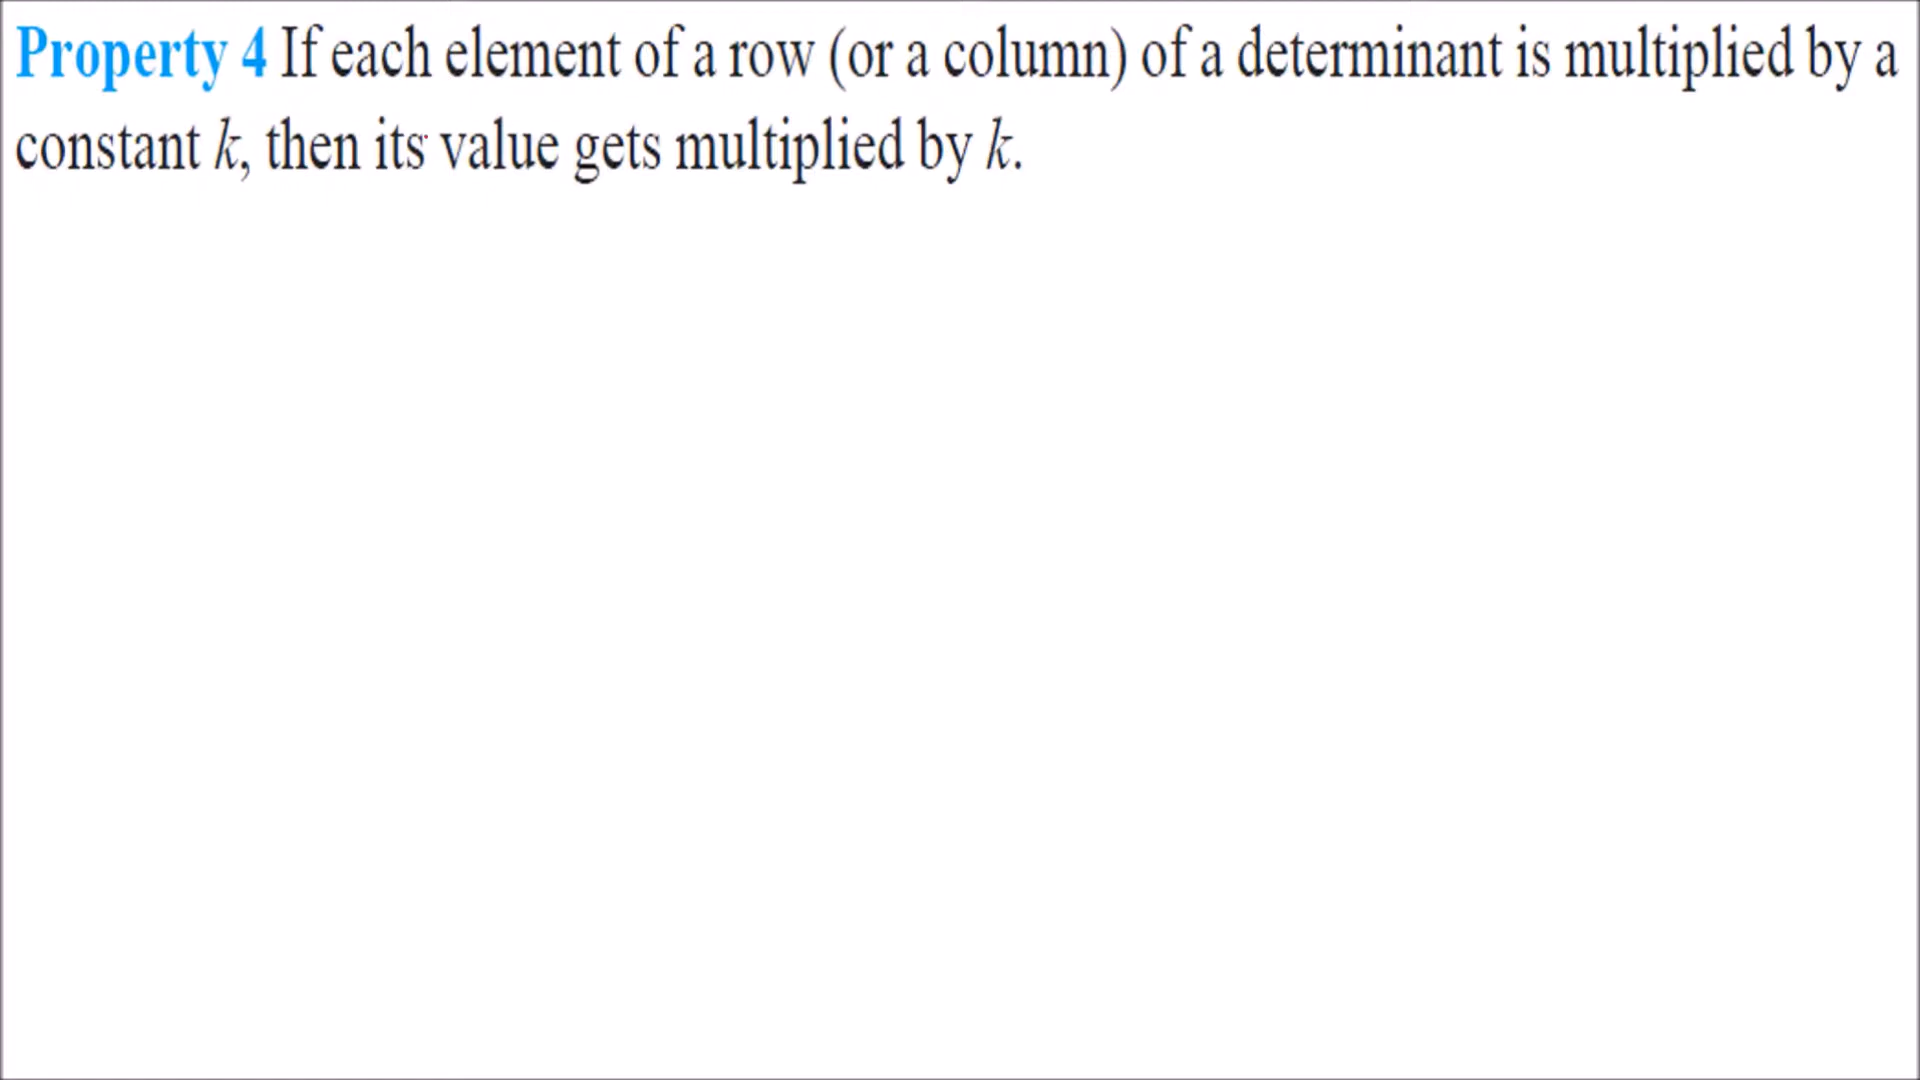 Property 4 If each element of a row (or a column) of a determinant is multiplied by a
constant k, then its value gets multiplied by k.